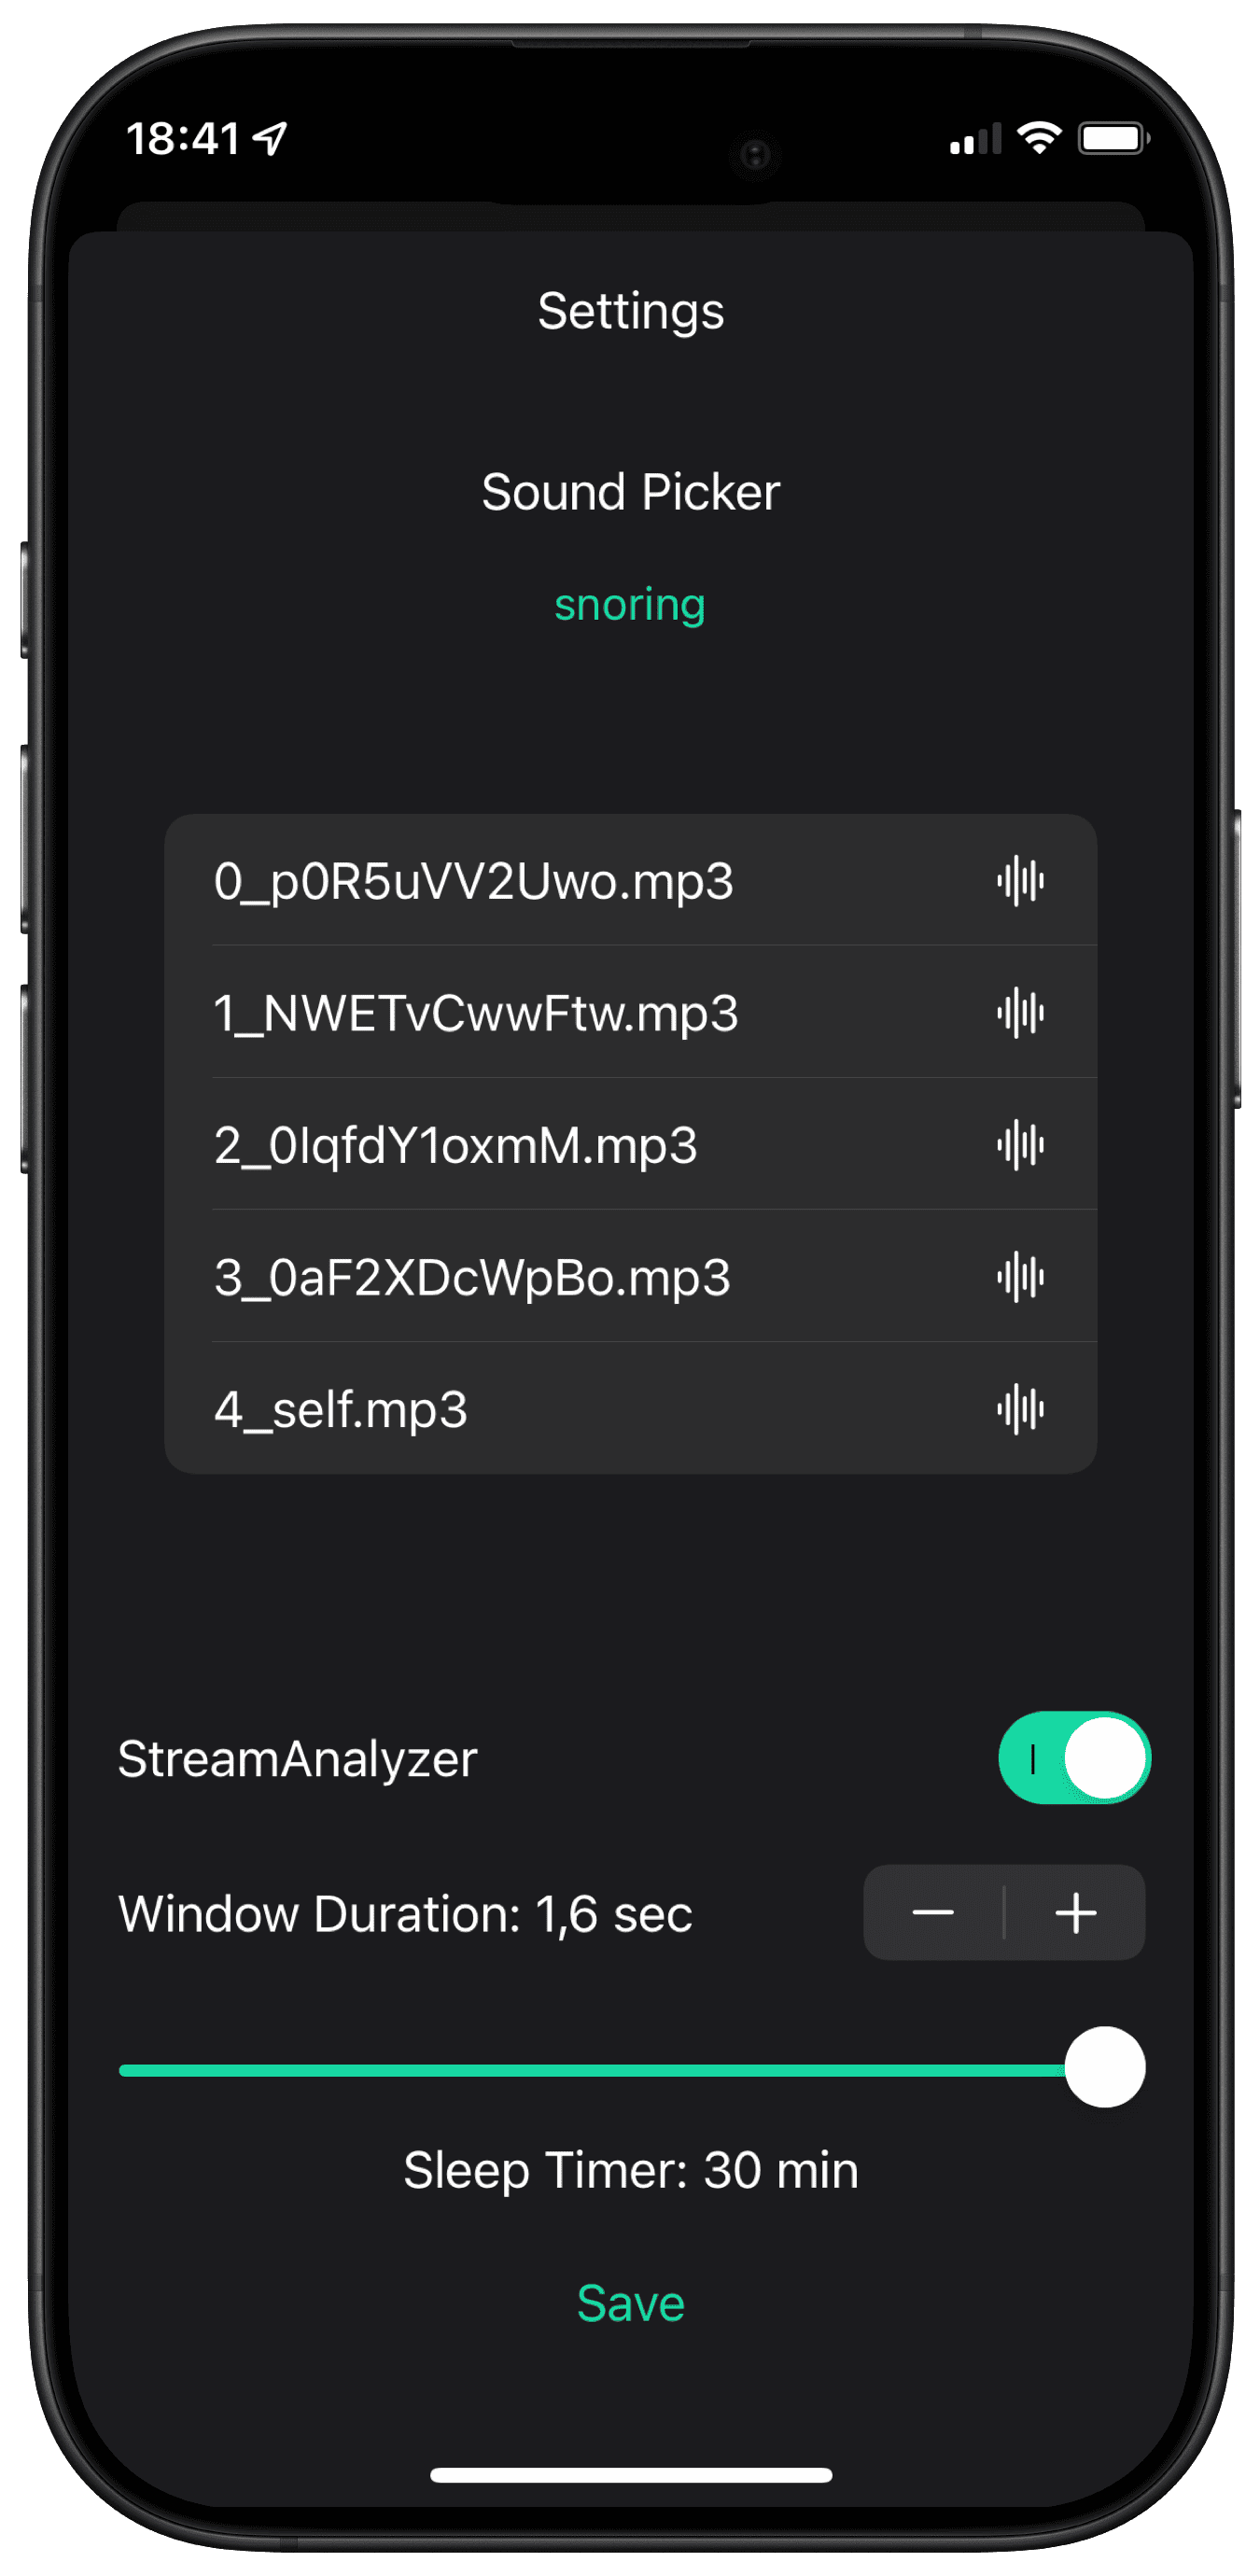 18:41
Settings
Sound Picker
snoring
0_p0R5uVV2Uwo.mp3
1_NWETvCwwFtw.mp3
2_0IqfdY1oxmM.mp3
3_0aF2XDcWpBo.mp3
4_self.mp3
StreamAnalyzer
Window Duration: 1,6 sec
Sleep Timer: 30 min
Save